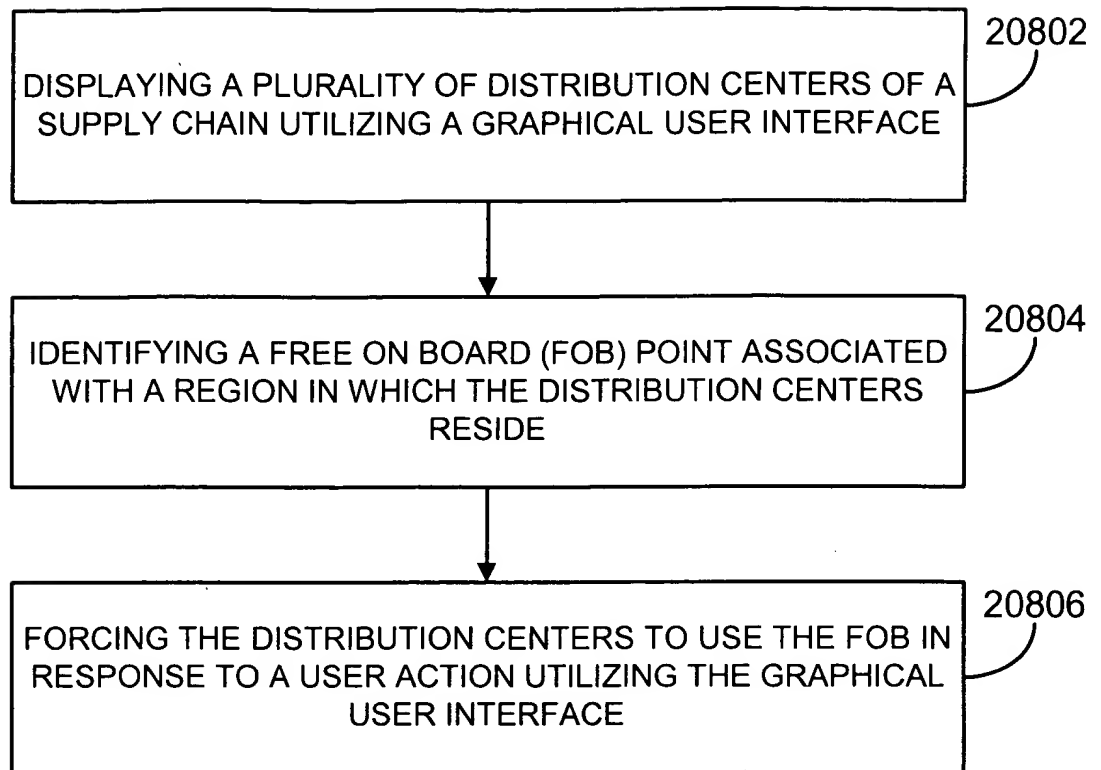 20802
DISPLAYING A PLURALITY OF DISTRIBUTION CENTERS OF A
SUPPLY CHAIN UTILIZING A GRAPHICAL USER INTERFACE
20804
IDENTIFYING A FREE ON BOARD (FOB) POINT ASSOCIATED
WITH A REGION IN WHICH THE DISTRIBUTION CENTERS
RESIDE
20806
FORCING THE DISTRIBUTION CENTERS TO USE THE FOB IN
RESPONSE TO A USER ACTION UTILIZING THE GRAPHICAL
USER INTERFACE